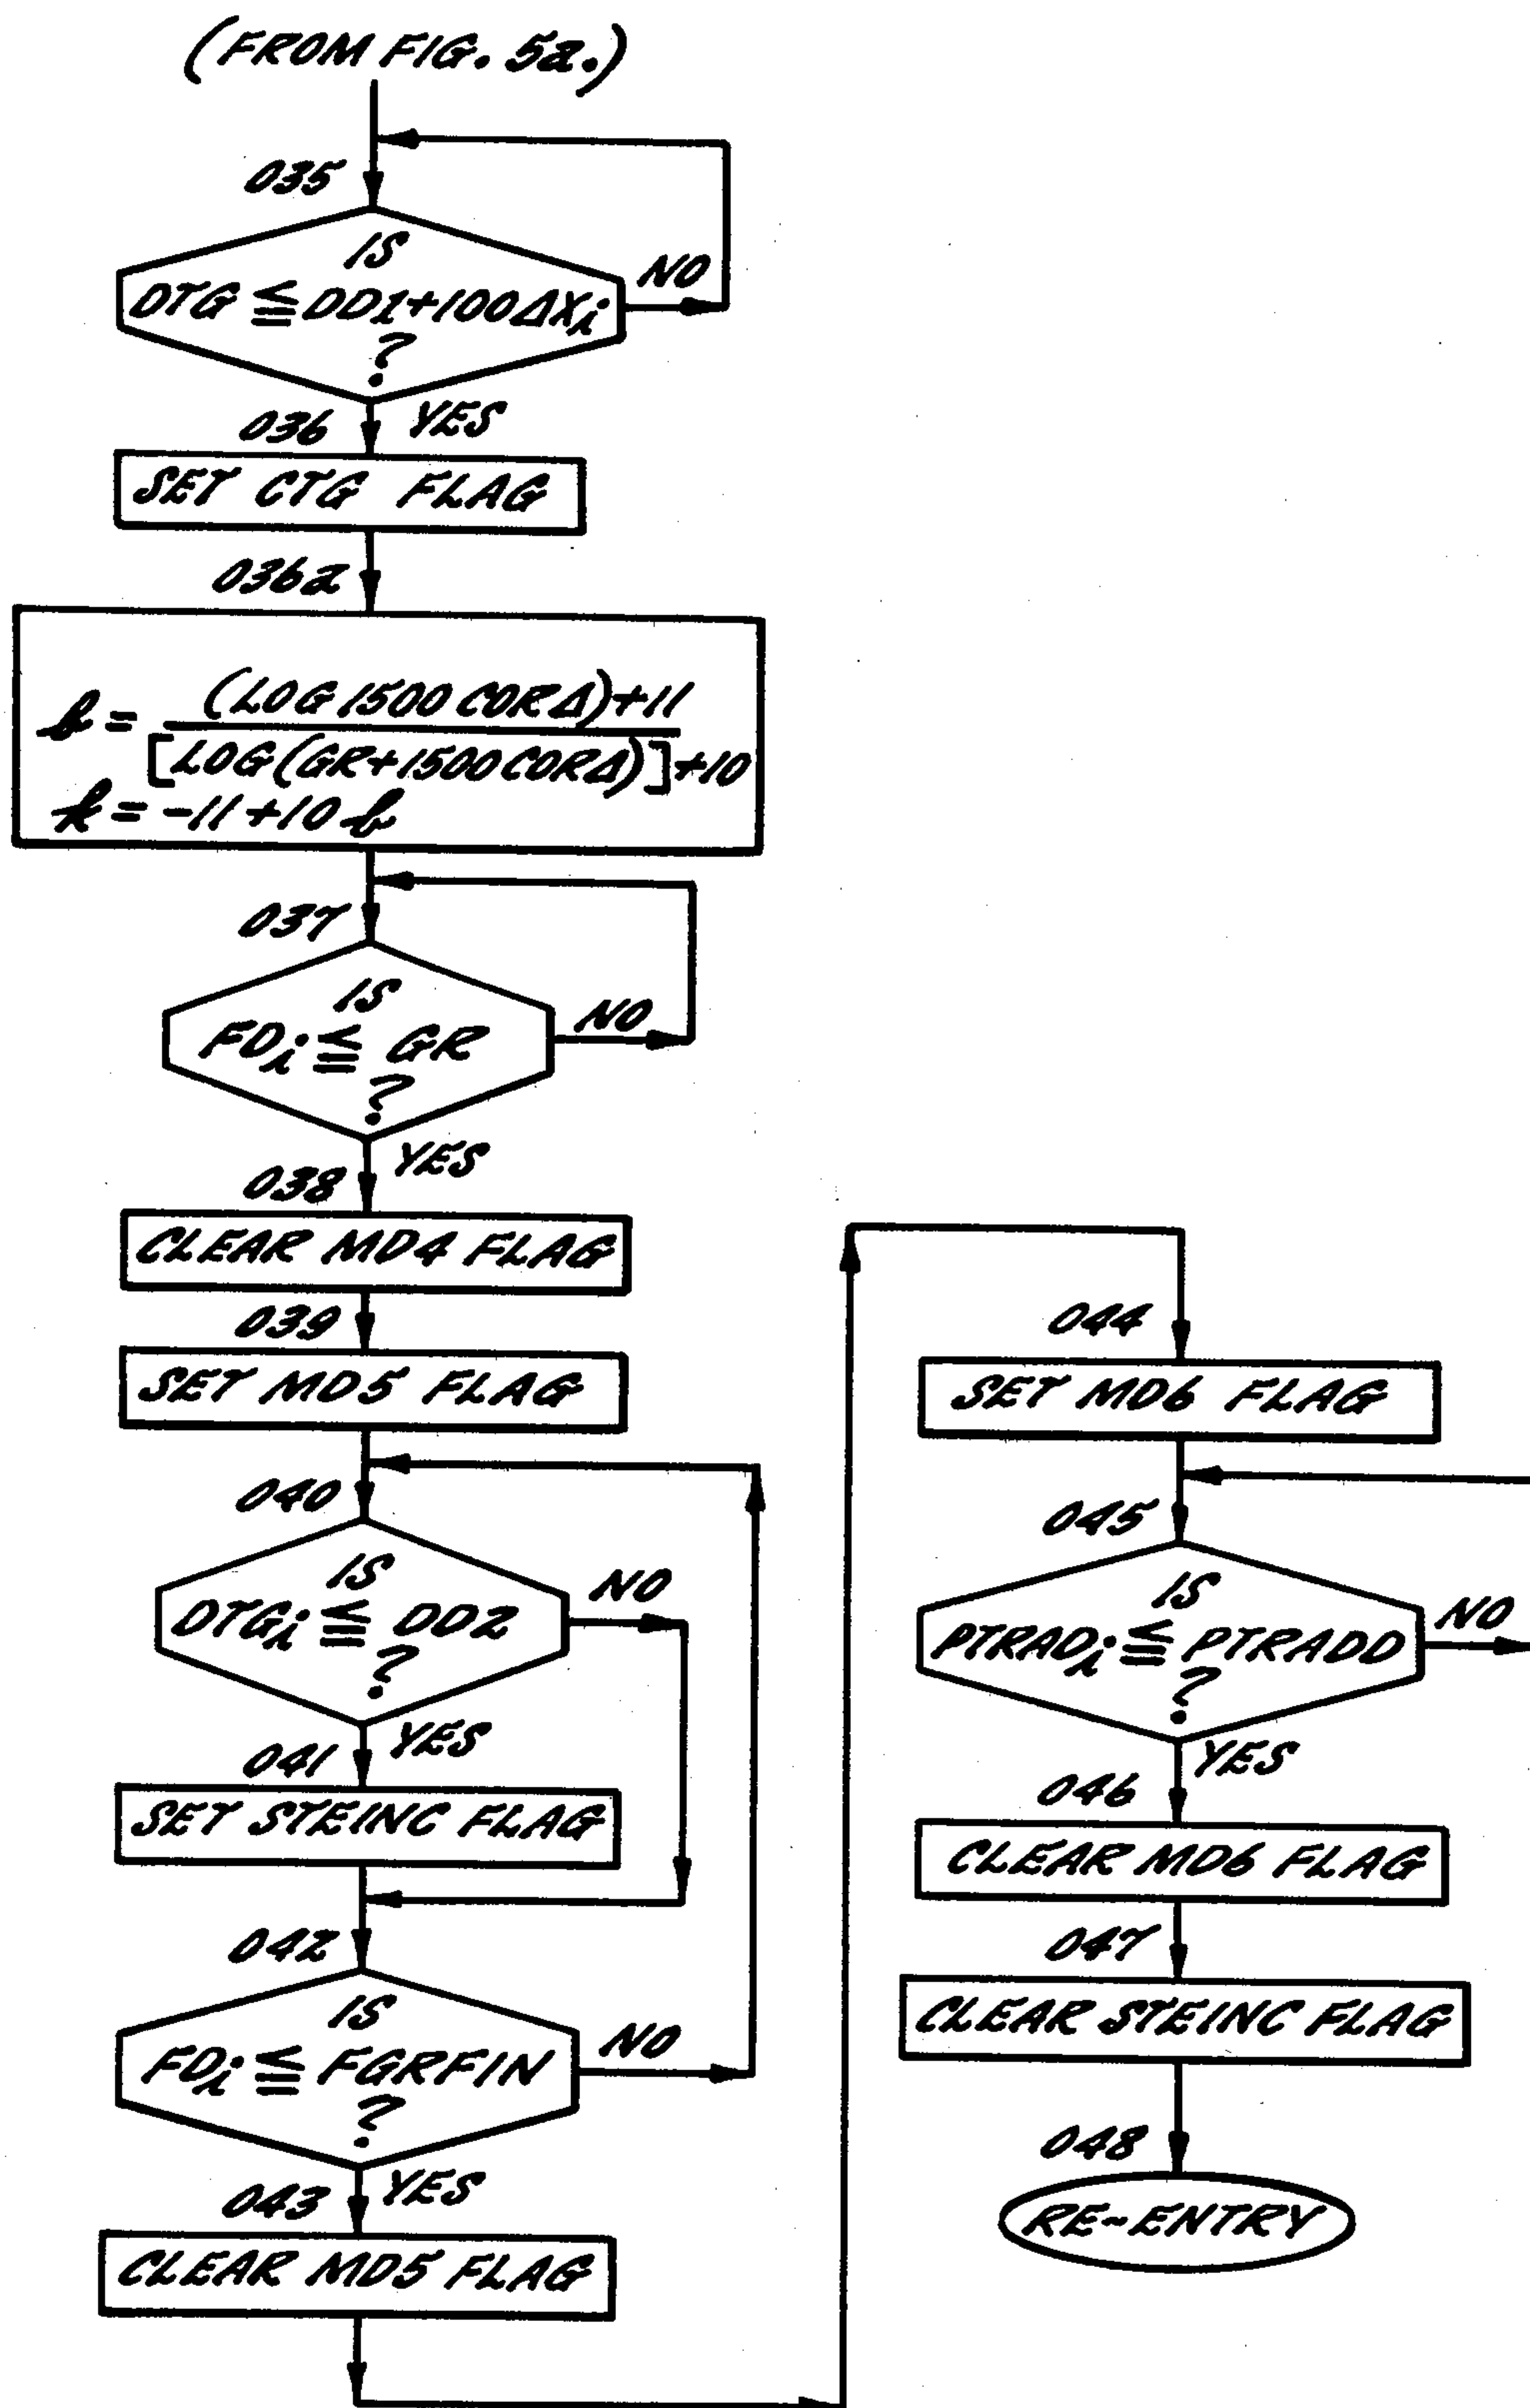 (FROM FIG. 5a.)
035
IS
DTG ≦ DD1+100ΔXi
?
NO
036
YES
SET CTG FLAG
036a
b = (LOG 1500 CORΔ)+11
[LOG(GR+1500 CORΔ)]+10
k = -11+10 b
037
IS
FDi ≦ GR
?
NO
038
YES
CLEAR MD4 FLAG
039
SET MD5 FLAG
040
IS
DTGi ≦ DD2
?
NO
041
YES
SET STEINC FLAG
042
IS
FDi ≦ FGRFIN
?
NO
043
YES
CLEAR MD5 FLAG
044
SET MD6 FLAG
045
IS
PTRADi ≦ PTRADD
?
NO
046
YES
CLEAR MD6 FLAG
047
CLEAR STEINC FLAG
048
RE-ENTRY